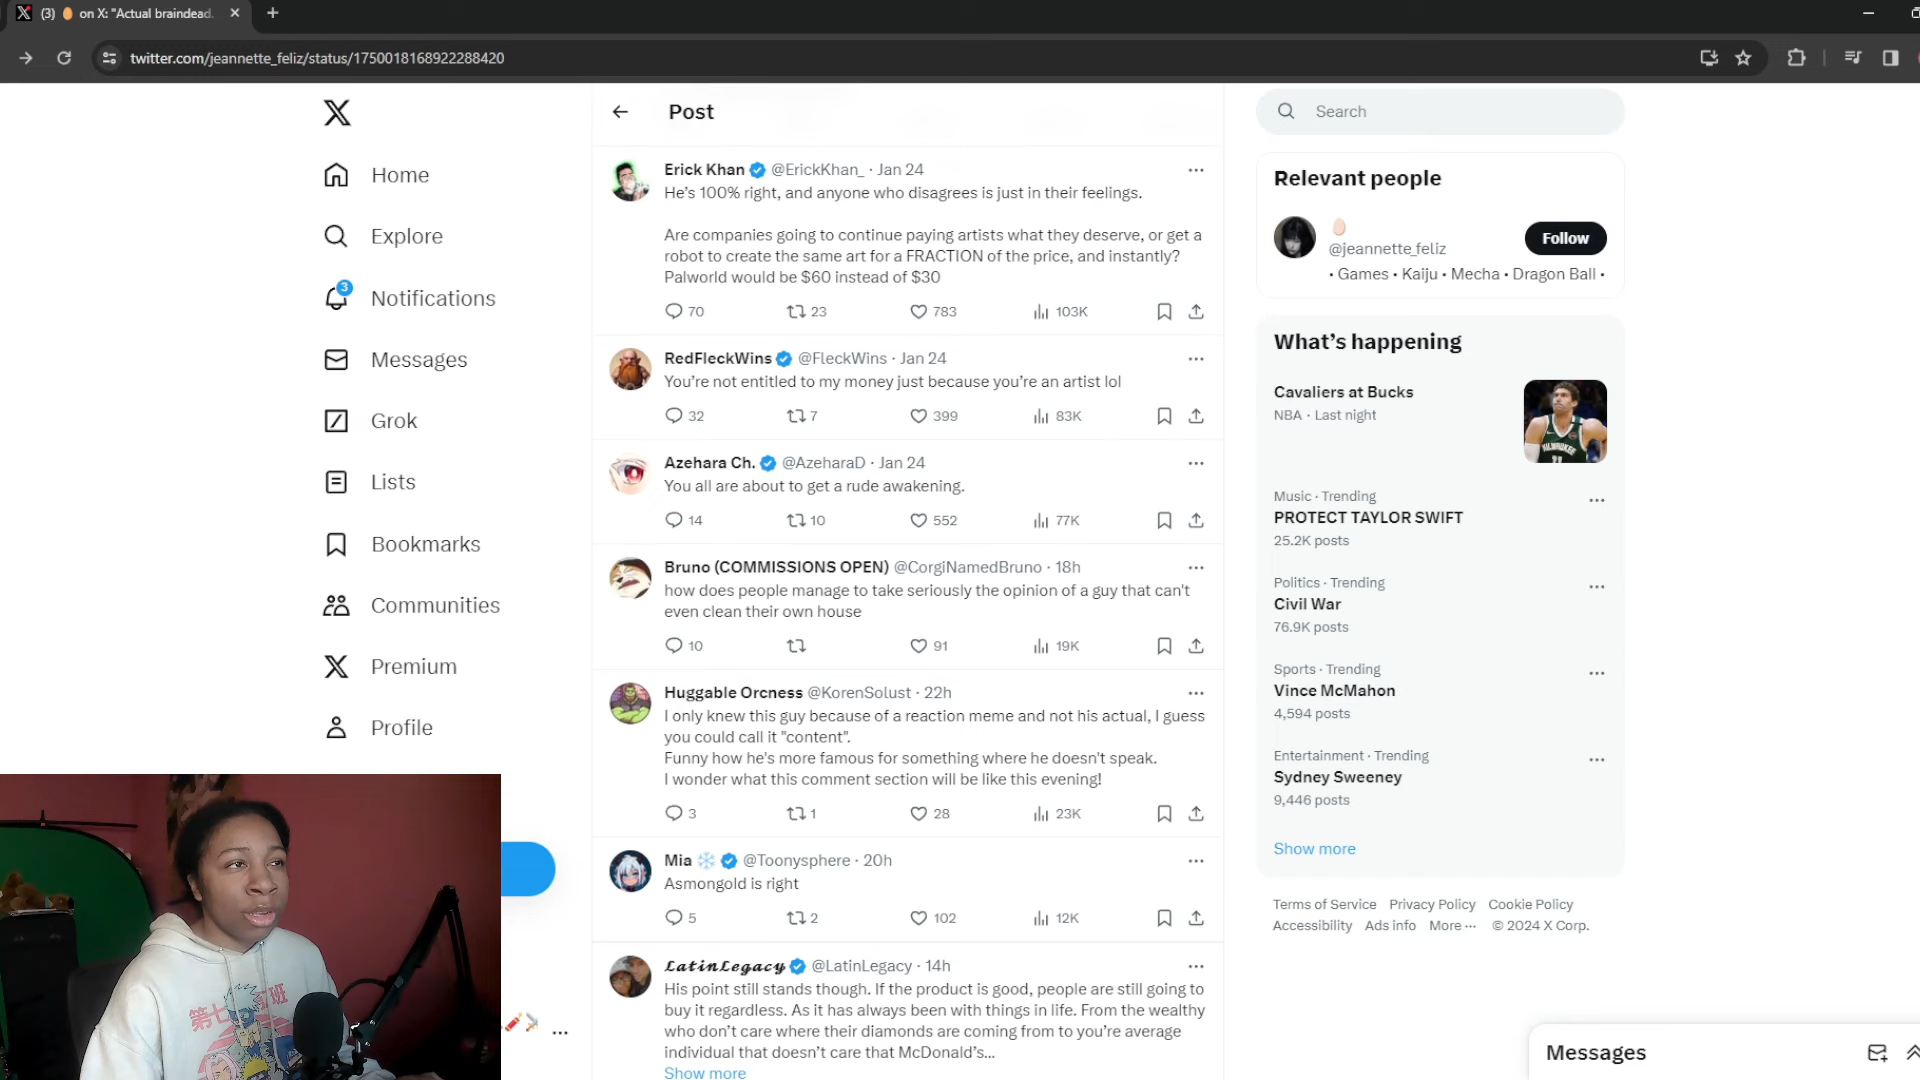 (3) 🥚 on X: "Actual braindead.
twitter.com/jeannette_feliz/status/1750018168922288420
Home
Explore
3
Notifications
Messages
Grok
Lists
Bookmarks
Communities
Premium
Profile
Post
Erick Khan @ErickKhan_ · Jan 24
He's 100% right, and anyone who disagrees is just in their feelings.
Are companies going to continue paying artists what they deserve, or get a
robot to create the same art for a FRACTION of the price, and instantly?
Palworld would be $60 instead of $30
70 23 783 103K
RedFleckWins @FleckWins · Jan 24
You're not entitled to my money just because you're an artist lol
32 7 399 83K
Azehara Ch. @AzeharaD · Jan 24
You all are about to get a rude awakening.
14 10 552 77K
Bruno (COMMISSIONS OPEN) @CorgiNamedBruno · 18h
how does people manage to take seriously the opinion of a guy that can't
even clean their own house
10 91 19K
Huggable Orcness @KorenSolust · 22h
I only knew this guy because of a reaction meme and not his actual, I guess
you could call it "content".
Funny how he's more famous for something where he doesn't speak.
I wonder what this comment section will be like this evening!
3 1 28 23K
Mia ❄️ @Toonysphere · 20h
Asmongold is right
5 2 102 12K
𝓛𝓪𝓽𝓲𝓷𝓛𝓮𝓰𝓪𝓬𝔂 @LatinLegacy · 14h
His point still stands though. If the product is good, people are still going to
buy it regardless. As it has always been with things in life. From the wealthy
who don't care where their diamonds are coming from to you're average
individual that doesn't care that McDonald's...
Show more
Search
Relevant people
🥚
@jeannette_feliz
Follow
• Games • Kaiju • Mecha • Dragon Ball •
What's happening
Cavaliers at Bucks
NBA · Last night
Music · Trending
PROTECT TAYLOR SWIFT
25.2K posts
Politics · Trending
Civil War
76.9K posts
Sports · Trending
Vince McMahon
4,594 posts
Entertainment · Trending
Sydney Sweeney
9,446 posts
Show more
Terms of Service Privacy Policy Cookie Policy
Accessibility Ads info More ··· © 2024 X Corp.
Messages